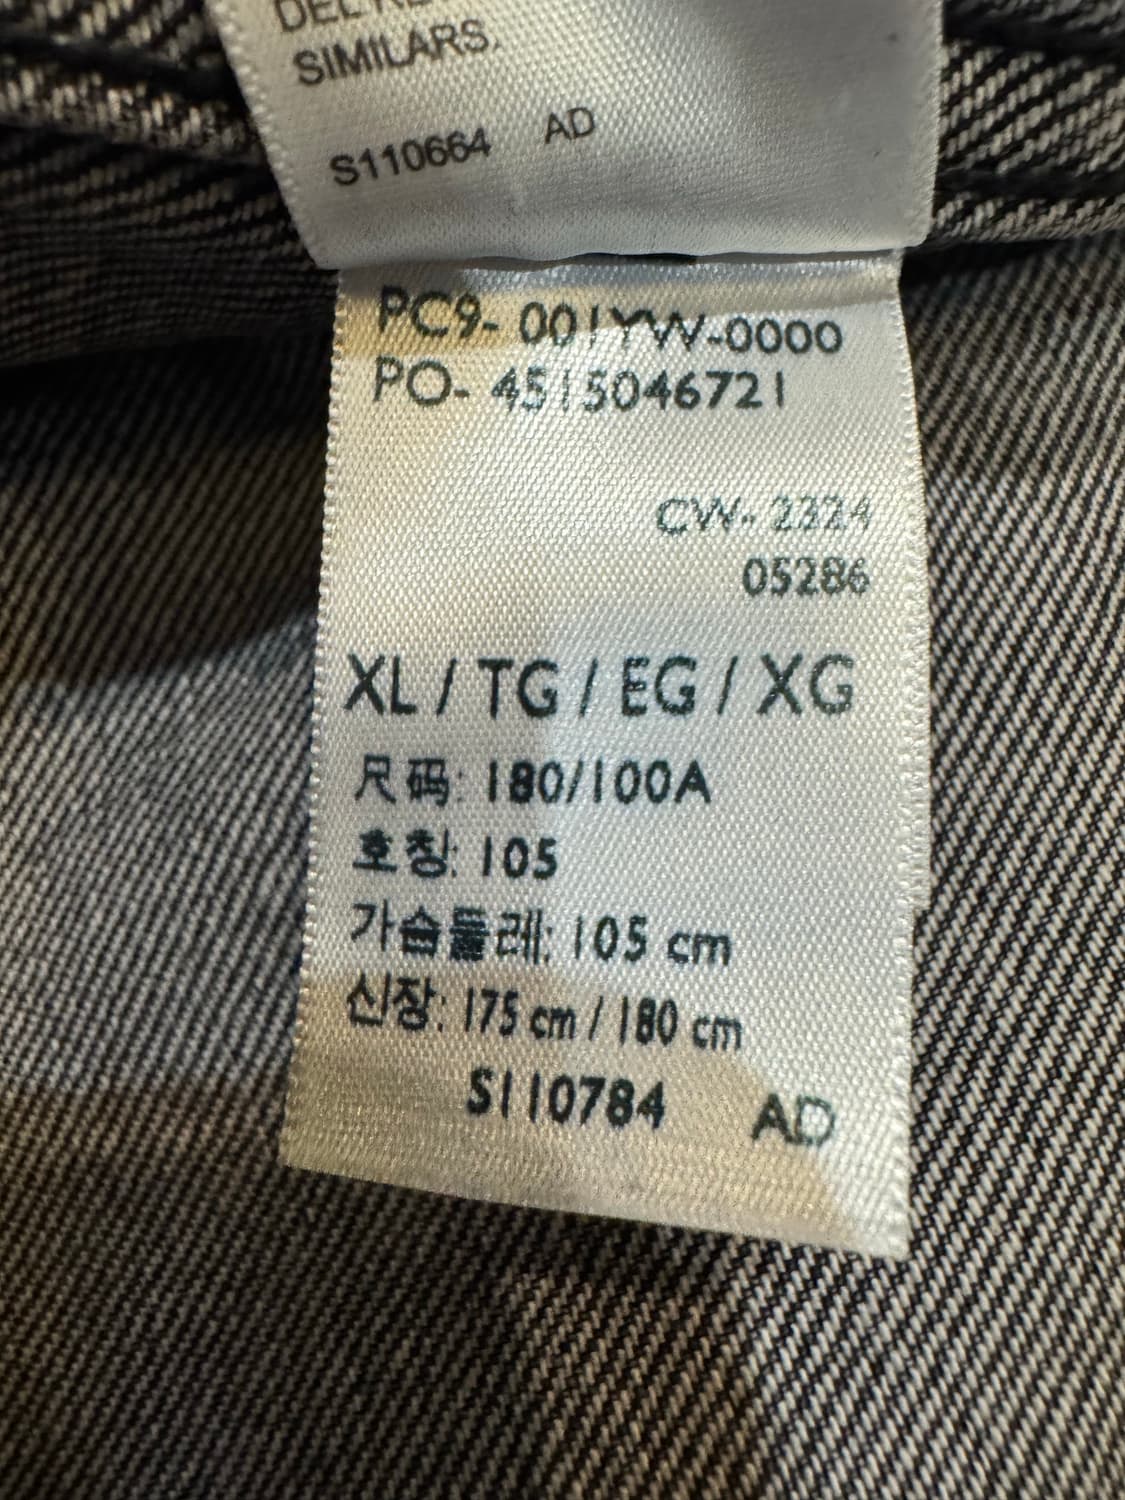 SIMILARS.
S110664 AD
PC9- 001YW-0000
PO- 4515046721
CW- 2324
05286
XL / TG / EG / XG
尺码: 180/100A
호칭: 105
가슴둘레: 105 cm
신장: 175 cm / 180 cm
S110784 AD